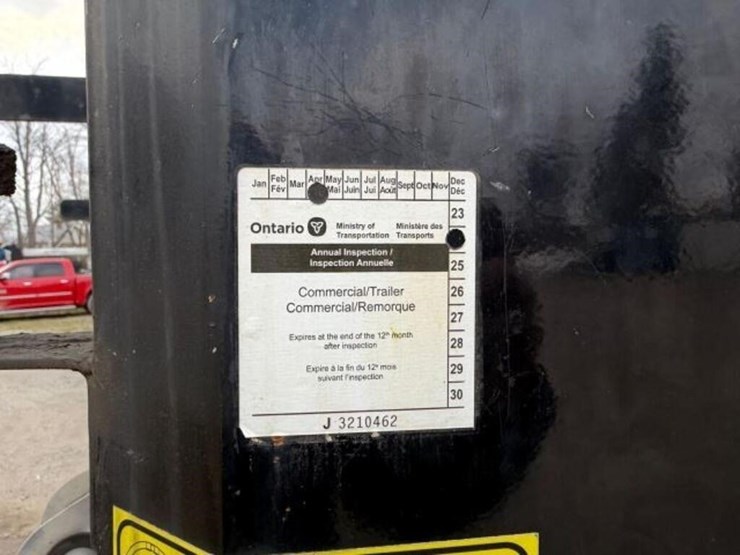 Jan Feb Mar Apr May Jun Jul Aug Sept Oct Nov Dec
Fév Mai Juin Jui Août Déc
23
Ontario Ministry of Transportation Ministère des Transports
Annual Inspection /
Inspection Annuelle
25
Commercial/Trailer
Commercial/Remorque
26
27
Expires at the end of the 12th month
after inspection
28
Expire à la fin du 12e mois
suivant l'inspection
29
30
J 3210462